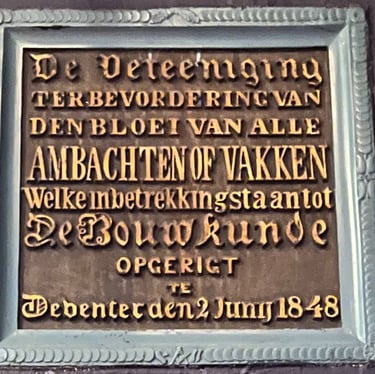 De Vereeniging
TER BEVORDERING VAN
DEN BLOEI VAN ALLE
AMBACHTEN OF VAKKEN
Welke in betrekking staan tot
De Bouwkunde
OPGERIGT
TE
Deventer den 2 Junij 1848